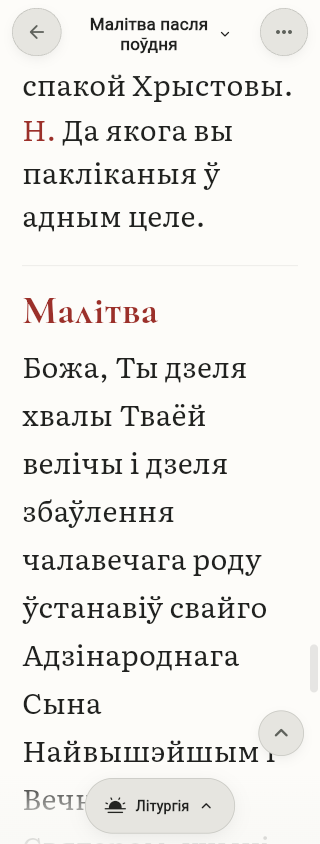 Малітва пасля
поўдня
спакой Хрыстовы.
Н. Да якога вы
пакліканыя ў
адным целе.
Малітва
Божа, Ты дзеля
хвалы Тваёй
велічы і дзеля
збаўлення
чалавечага роду
ўстанавіў свайго
Адзінароднага
Сына
Найвышэйшым і
Літургія